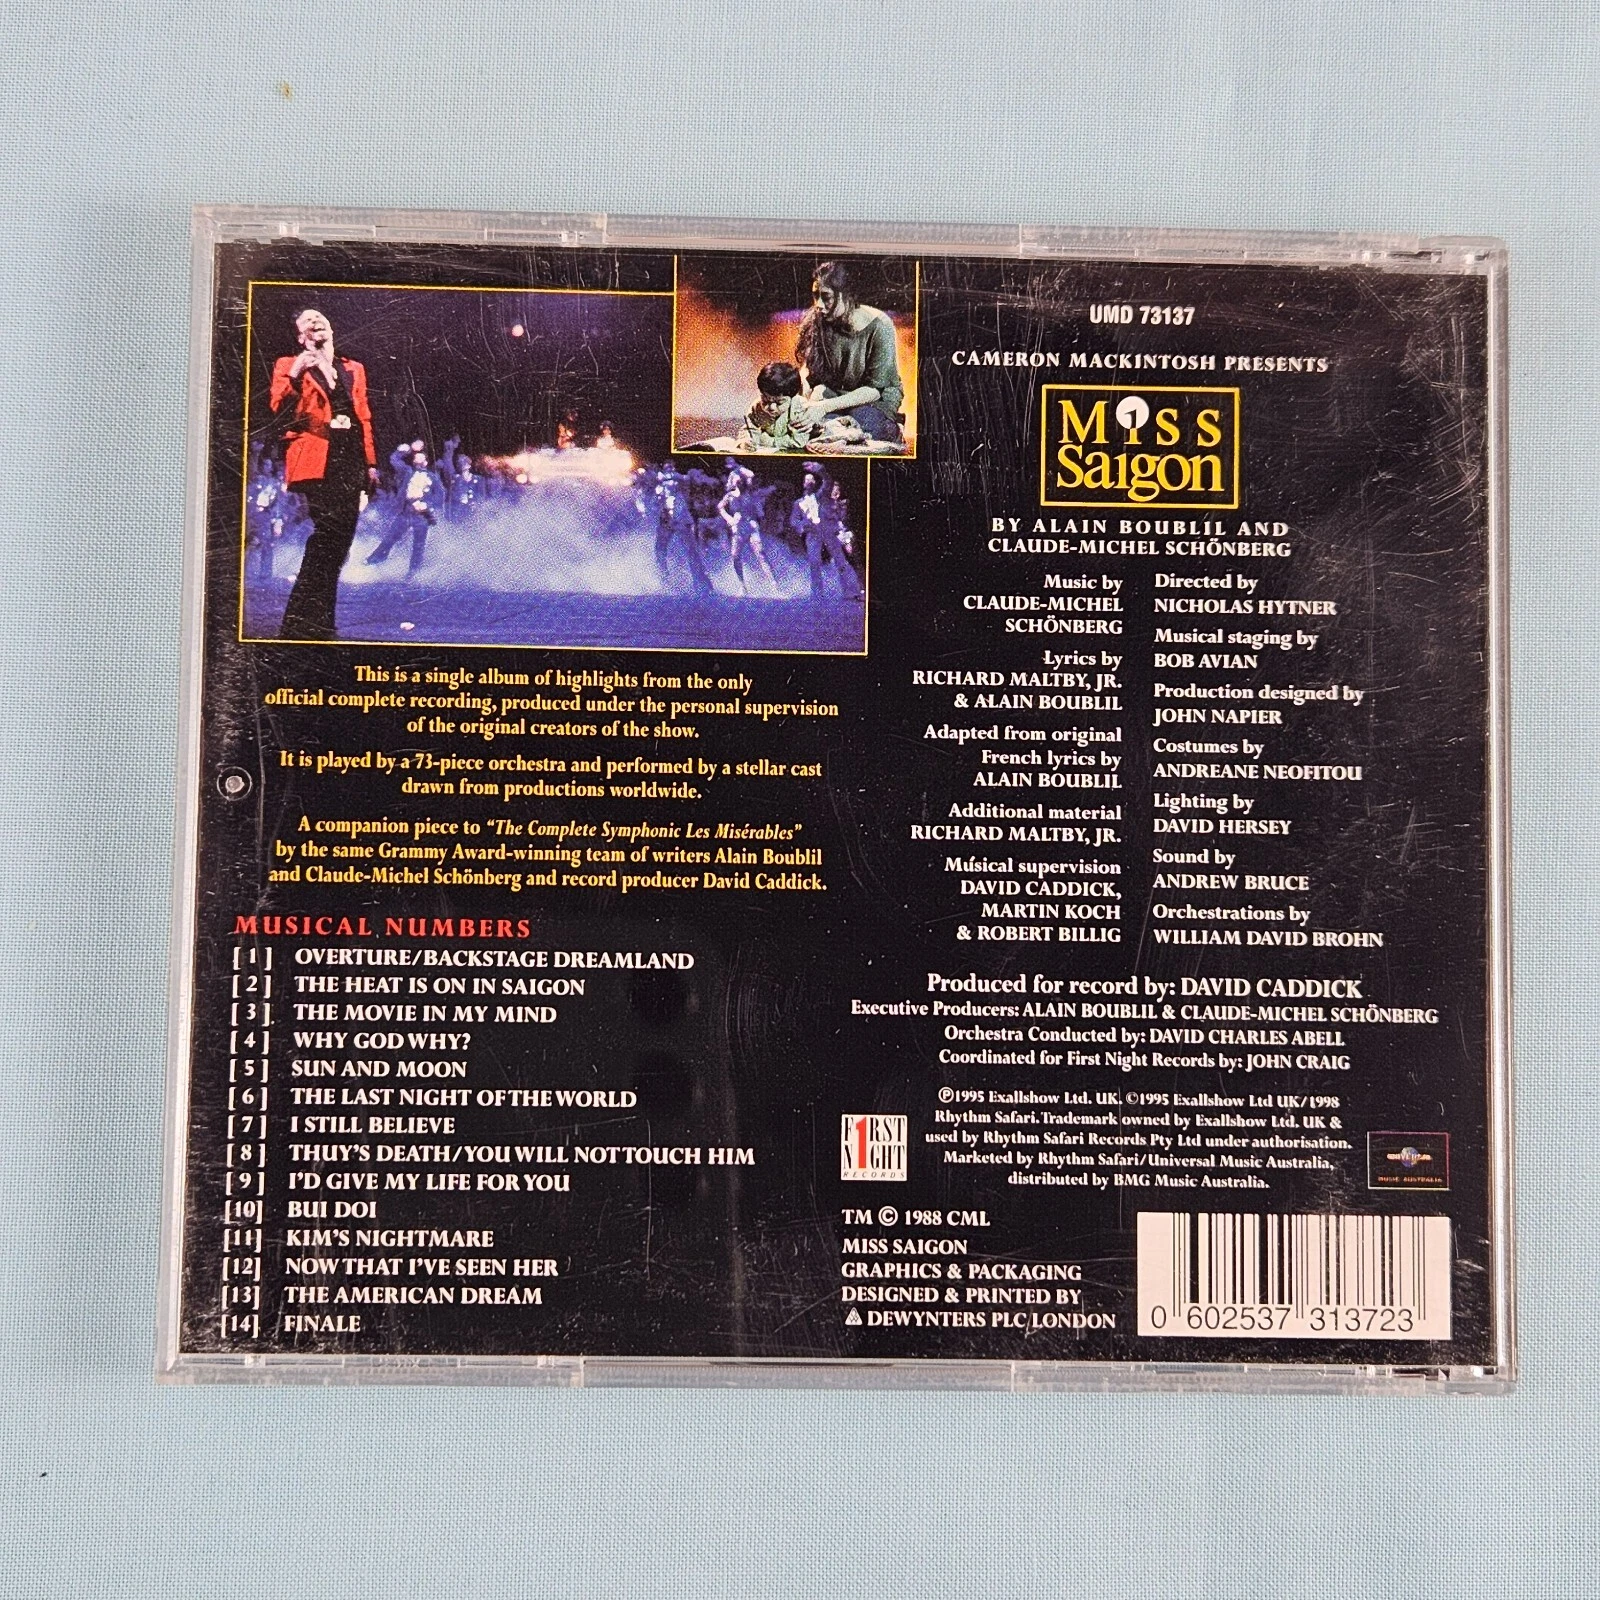 This is a single album of highlights from the only
official complete recording, produced under the personal supervision
of the original creators of the show.
It is played by a 73-piece orchestra and performed by a stellar cast
drawn from productions worldwide.
A companion piece to “The Complete Symphonic Les Misérables”
by the same Grammy Award-winning team of writers Alain Boublil
and Claude-Michel Schönberg and record producer David Caddick.
MUSICAL NUMBERS
[ 1 ] OVERTURE/BACKSTAGE DREAMLAND
[ 2 ] THE HEAT IS ON IN SAIGON
[ 3 ] THE MOVIE IN MY MIND
[ 4 ] WHY GOD WHY?
[ 5 ] SUN AND MOON
[ 6 ] THE LAST NIGHT OF THE WORLD
[ 7 ] I STILL BELIEVE
[ 8 ] THUY'S DEATH/YOU WILL NOT TOUCH HIM
[ 9 ] I'D GIVE MY LIFE FOR YOU
[10] BUI DOI
[11] KIM'S NIGHTMARE
[12] NOW THAT I'VE SEEN HER
[13] THE AMERICAN DREAM
[14] FINALE
UMD 73137
CAMERON MACKINTOSH PRESENTS
MISS
Saigon
BY ALAIN BOUBLIL AND
CLAUDE-MICHEL SCHÖNBERG
Music by
CLAUDE-MICHEL
SCHÖNBERG
Lyrics by
RICHARD MALTBY, JR.
& ALAIN BOUBLIL
Adapted from original
French lyrics by
ALAIN BOUBLIL
Additional material
RICHARD MALTBY, JR.
Musical supervision
DAVID CADDICK,
MARTIN KOCH
& ROBERT BILLIG
Directed by
NICHOLAS HYTNER
Musical staging by
BOB AVIAN
Production designed by
JOHN NAPIER
Costumes by
ANDREANE NEOFITOU
Lighting by
DAVID HERSEY
Sound by
ANDREW BRUCE
Orchestrations by
WILLIAM DAVID BROHN
Produced for record by: DAVID CADDICK
Executive Producers: ALAIN BOUBLIL & CLAUDE-MICHEL SCHÖNBERG
Orchestra Conducted by: DAVID CHARLES ABELL
Coordinated for First Night Records by: JOHN CRAIG
℗1995 Exallshow Ltd. UK. ©1995 Exallshow Ltd UK/1998
Rhythm Safari. Trademark owned by Exallshow Ltd. UK &
used by Rhythm Safari Records Pty Ltd under authorisation.
Marketed by Rhythm Safari/Universal Music Australia,
distributed by BMG Music Australia.
F1RST
N1GHT
RECORDS
UNIVERSAL
MUSIC AUSTRALIA
TM © 1988 CML
MISS SAIGON
GRAPHICS & PACKAGING
DESIGNED & PRINTED BY
DEWYNTERS PLC LONDON
0 602537 313723